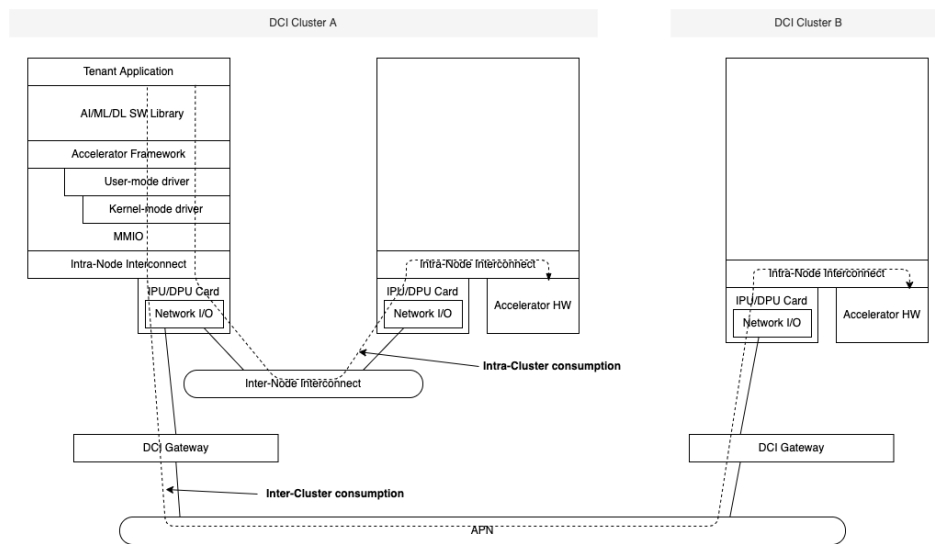 DCI Cluster A
DCI Cluster B
Tenant Application
AI/ML/DL SW Library
Accelerator Framework
User-mode driver
Kernel-mode driver
MMIO
Intra-Node Interconnect
Intra-Node Interconnect
Intra-Node Interconnect
IPU/DPU Card
Network I/O
IPU/DPU Card
Network I/O
Accelerator HW
IPU/DPU Card
Network I/O
Accelerator HW
Intra-Cluster consumption
Inter-Node Interconnect
DCI Gateway
DCI Gateway
Inter-Cluster consumption
APN